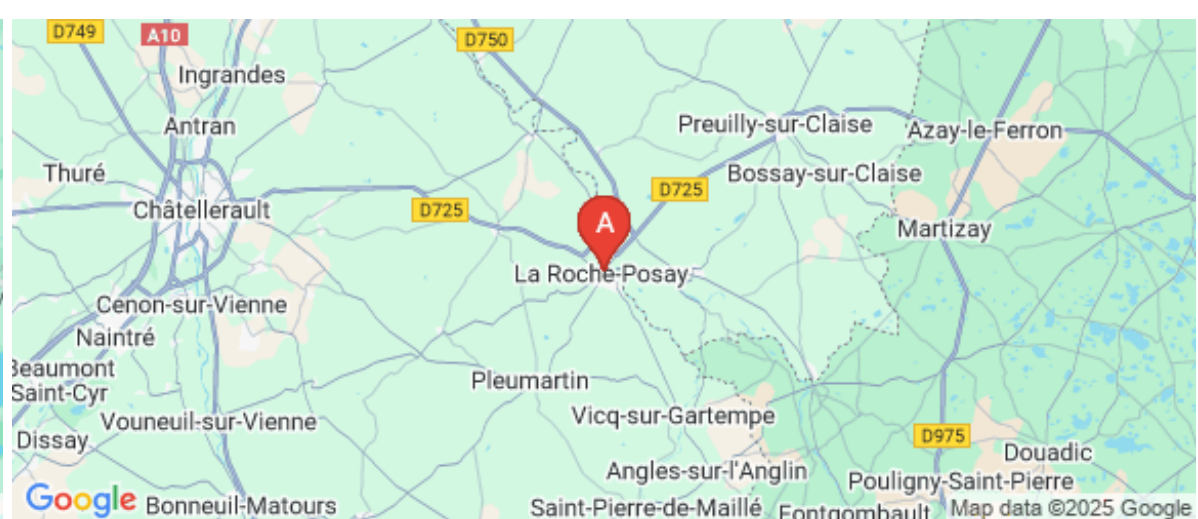 D749
A10
D750
Ingrandes
Antran
Preuilly-sur-Claise
Azay-le-Ferron
Thuré
Bossay-sur-Claise
D725
Châtellerault
D725
A
Martizay
La Roche-Posay
Cenon-sur-Vienne
Naintré
Beaumont
Saint-Cyr
Pleumartin
Vouneuil-sur-Vienne
Vicq-sur-Gartempe
Dissay
D975
Douadic
Angles-sur-l'Anglin
Pouligny-Saint-Pierre
Google
Bonneuil-Matours
Saint-Pierre-de-Maillé
Fontgombault
Map data ©2025 Google